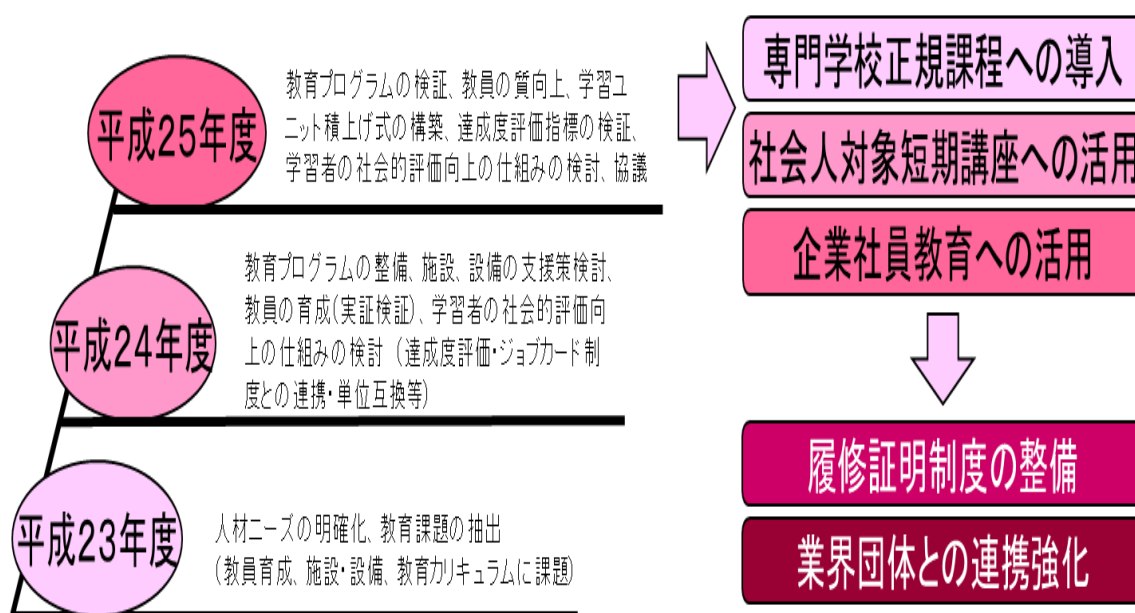 平成25年度
教育プログラムの検証、教員の質向上、学習ユ
ニット積上げ式の構築、達成度評価指標の検証、
学習者の社会的評価向上の仕組みの検討、協議
平成24年度
教育プログラムの整備、施設、設備の支援策検討、
教員の育成(実証検証)、学習者の社会的評価向
上の仕組みの検討（達成度評価・ジョブカード制
度との連携・単位互換等)
平成23年度
人材ニーズの明確化、教育課題の抽出
(教員育成、施設・設備、教育カリキュラムに課題)
専門学校正規課程への導入
社会人対象短期講座への活用
企業社員教育への活用
履修証明制度の整備
業界団体との連携強化